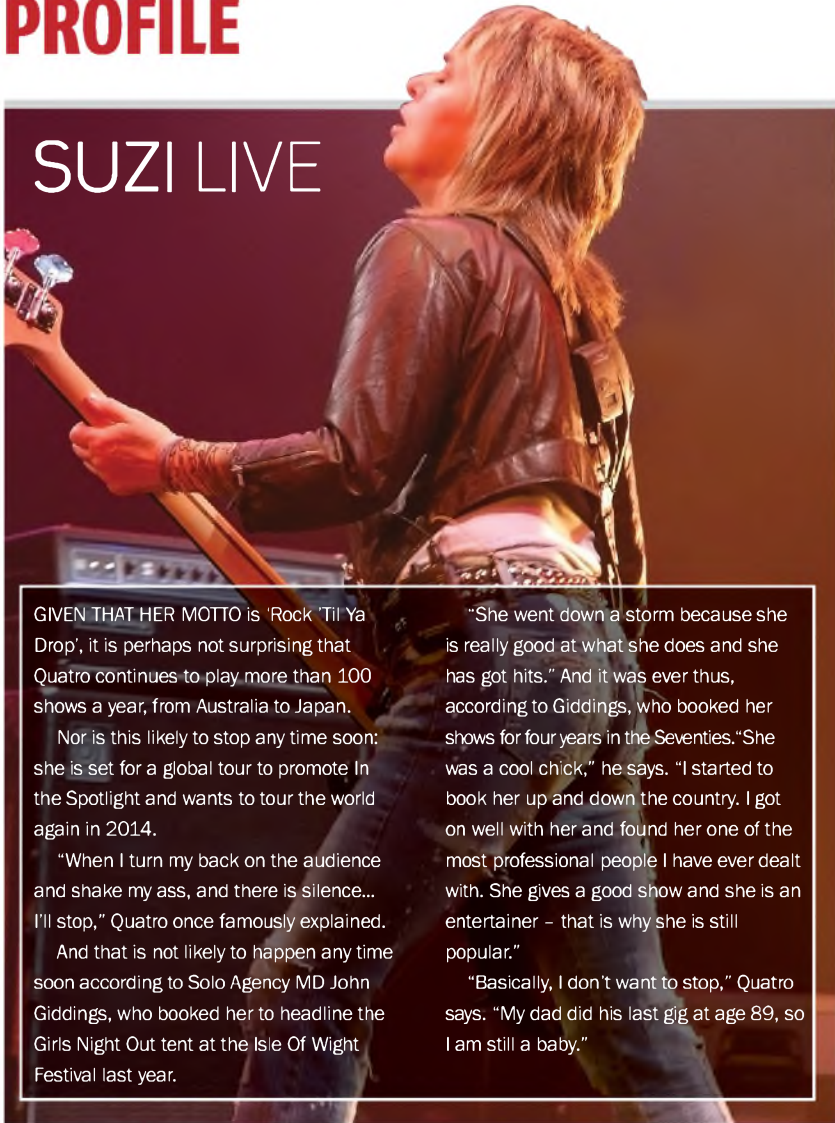 PROFILE
SUZI LIVE
GIVEN THAT HER MOTTO is ‘Rock ’Til Ya
Drop’, it is perhaps not surprising that
Quatro continues to play more than 100
shows a year, from Australia to Japan.
Nor is this likely to stop any time soon:
she is set for a global tour to promote In
the Spotlight and wants to tour the world
again in 2014.
“When I turn my back on the audience
and shake my ass, and there is silence...
I’ll stop,” Quatro once famously explained.
And that is not likely to happen any time
soon according to Solo Agency MD John
Giddings, who booked her to headline the
Girls Night Out tent at the Isle Of Wight
Festival last year.
“She went down a storm because she
is really good at what she does and she
has got hits.” And it was ever thus,
according to Giddings, who booked her
shows for four years in the Seventies.“She
was a cool chick,” he says. “I started to
book her up and down the country. I got
on well with her and found her one of the
most professional people I have ever dealt
with. She gives a good show and she is an
entertainer – that is why she is still
popular.”
“Basically, I don’t want to stop,” Quatro
says. “My dad did his last gig at age 89, so
I am still a baby.”